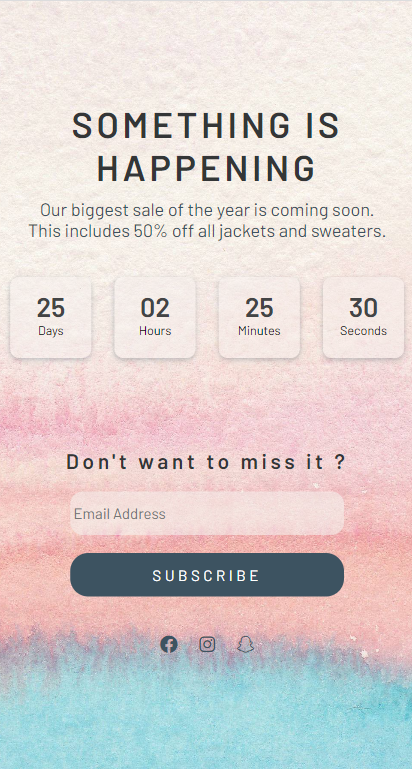 SOMETHING IS
HAPPENING
Our biggest sale of the year is coming soon.
This includes 50% off all jackets and sweaters.
25 02 25 30
Days Hours Minutes Seconds
Don't want to miss it ?
Email Address
SUBSCRIBE